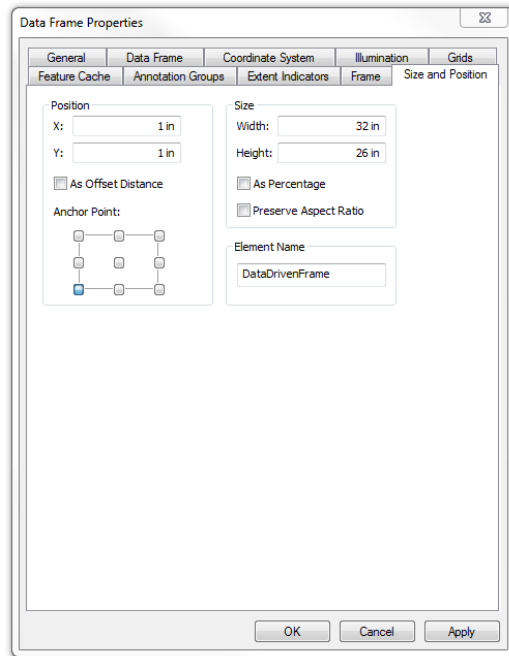 Data Frame Properties
General Data Frame Coordinate System Illumination Grids
Feature Cache Annotation Groups Extent Indicators Frame Size and Position
Position
X: 1 in
Y: 1 in
As Offset Distance
Anchor Point:
Size
Width: 32 in
Height: 26 in
As Percentage
Preserve Aspect Ratio
Element Name
DataDrivenFrame
OK Cancel Apply